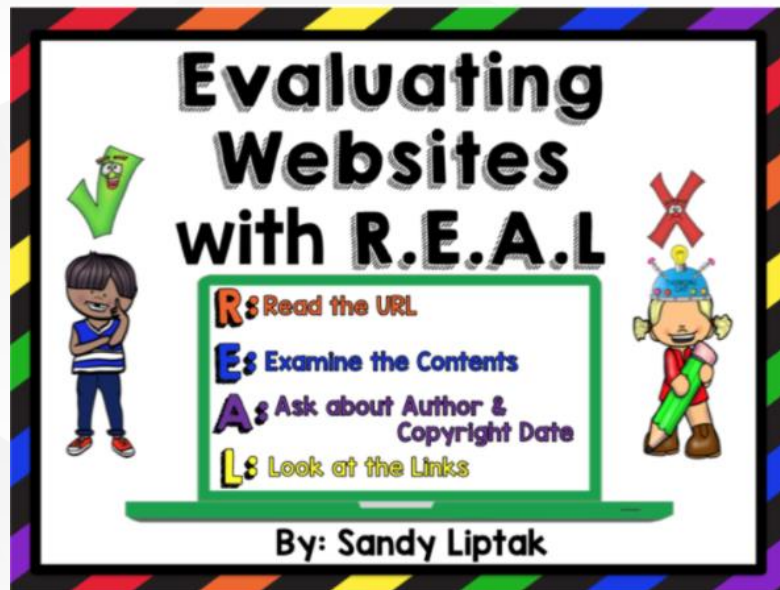 Evaluating
Websites
with R.E.A.L
R: Read the URL
E: Examine the Contents
A: Ask about Author &
Copyright Date
L: Look at the Links
By: Sandy Liptak